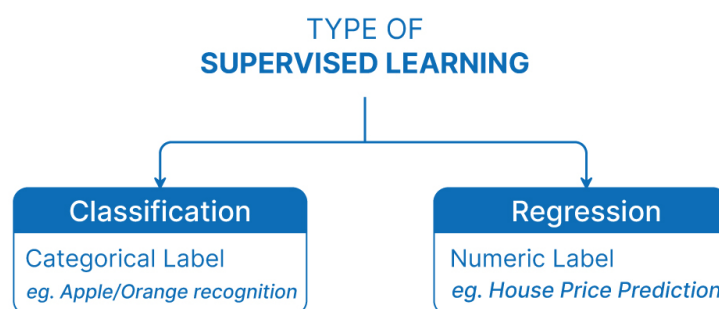 TYPE OF
SUPERVISED LEARNING
Classification
Categorical Label
eg. Apple/Orange recognition
Regression
Numeric Label
eg. House Price Prediction